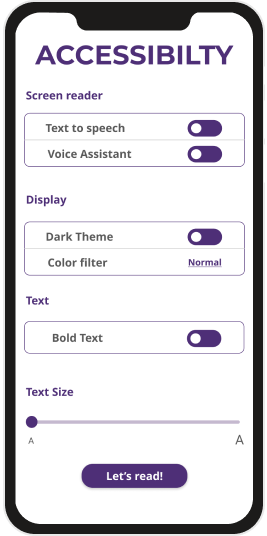 ACCESSIBILTY
Screen reader
Text to speech
Voice Assistant
Display
Dark Theme
Color filter Normal
Text
Bold Text
Text Size
A A
Let's read!